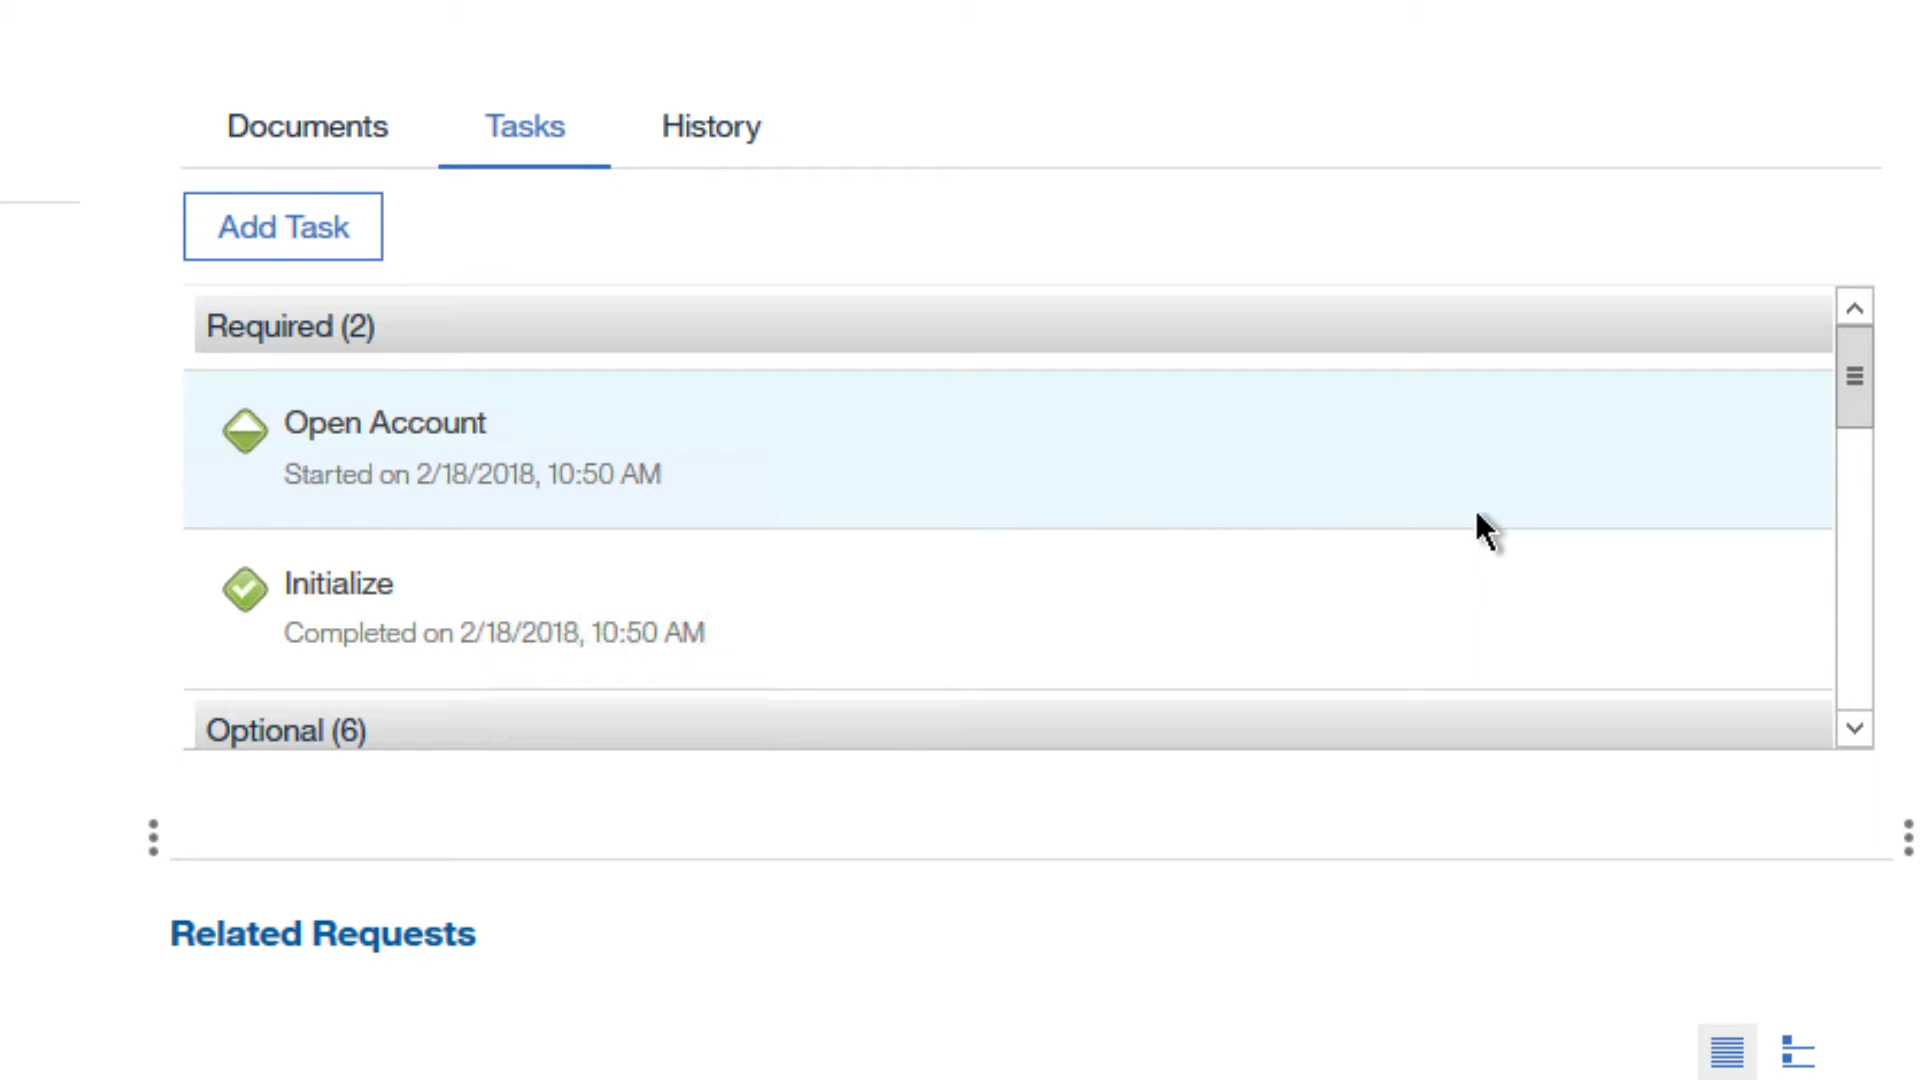 Documents Tasks History
Add Task
Required (2)
Open Account
Started on 2/18/2018, 10:50 AM
Initialize
Completed on 2/18/2018, 10:50 AM
Optional (6)
Related Requests